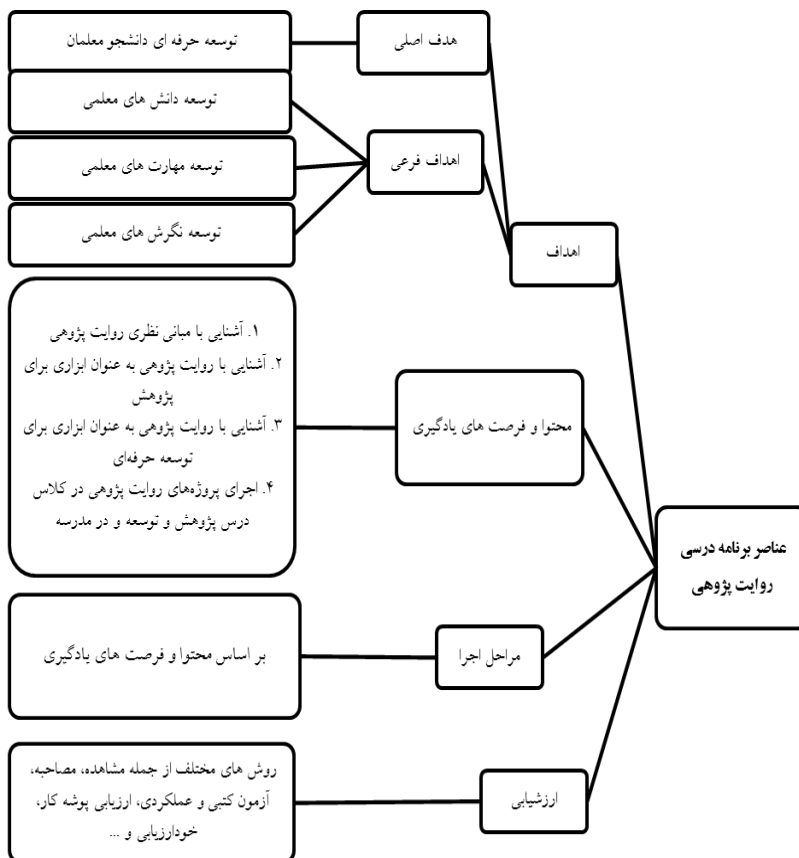 عناصر برنامه درسی
روایت پژوهی
اهداف
هدف اصلی
توسعه حرفه ای دانشجو معلمان
اهداف فرعی
توسعه دانش های معلمی
توسعه مهارت های معلمی
توسعه نگرش های معلمی
محتوا و فرصت های یادگیری
۱. آشنایی با مبانی نظری روایت پژوهی
۲. آشنایی با روایت پژوهی به عنوان ابزاری برای
پژوهش
۳. آشنایی با روایت پژوهی به عنوان ابزاری برای
توسعه حرفه‌ای
۴. اجرای پروژه‌های روایت پژوهی در کلاس
درس پژوهش و توسعه و در مدرسه
مراحل اجرا
بر اساس محتوا و فرصت های یادگیری
ارزشیابی
روش های مختلف از جمله مشاهده، مصاحبه،
آزمون کتبی و عملکردی، ارزیابی پوشه کار،
خودارزیابی و ...